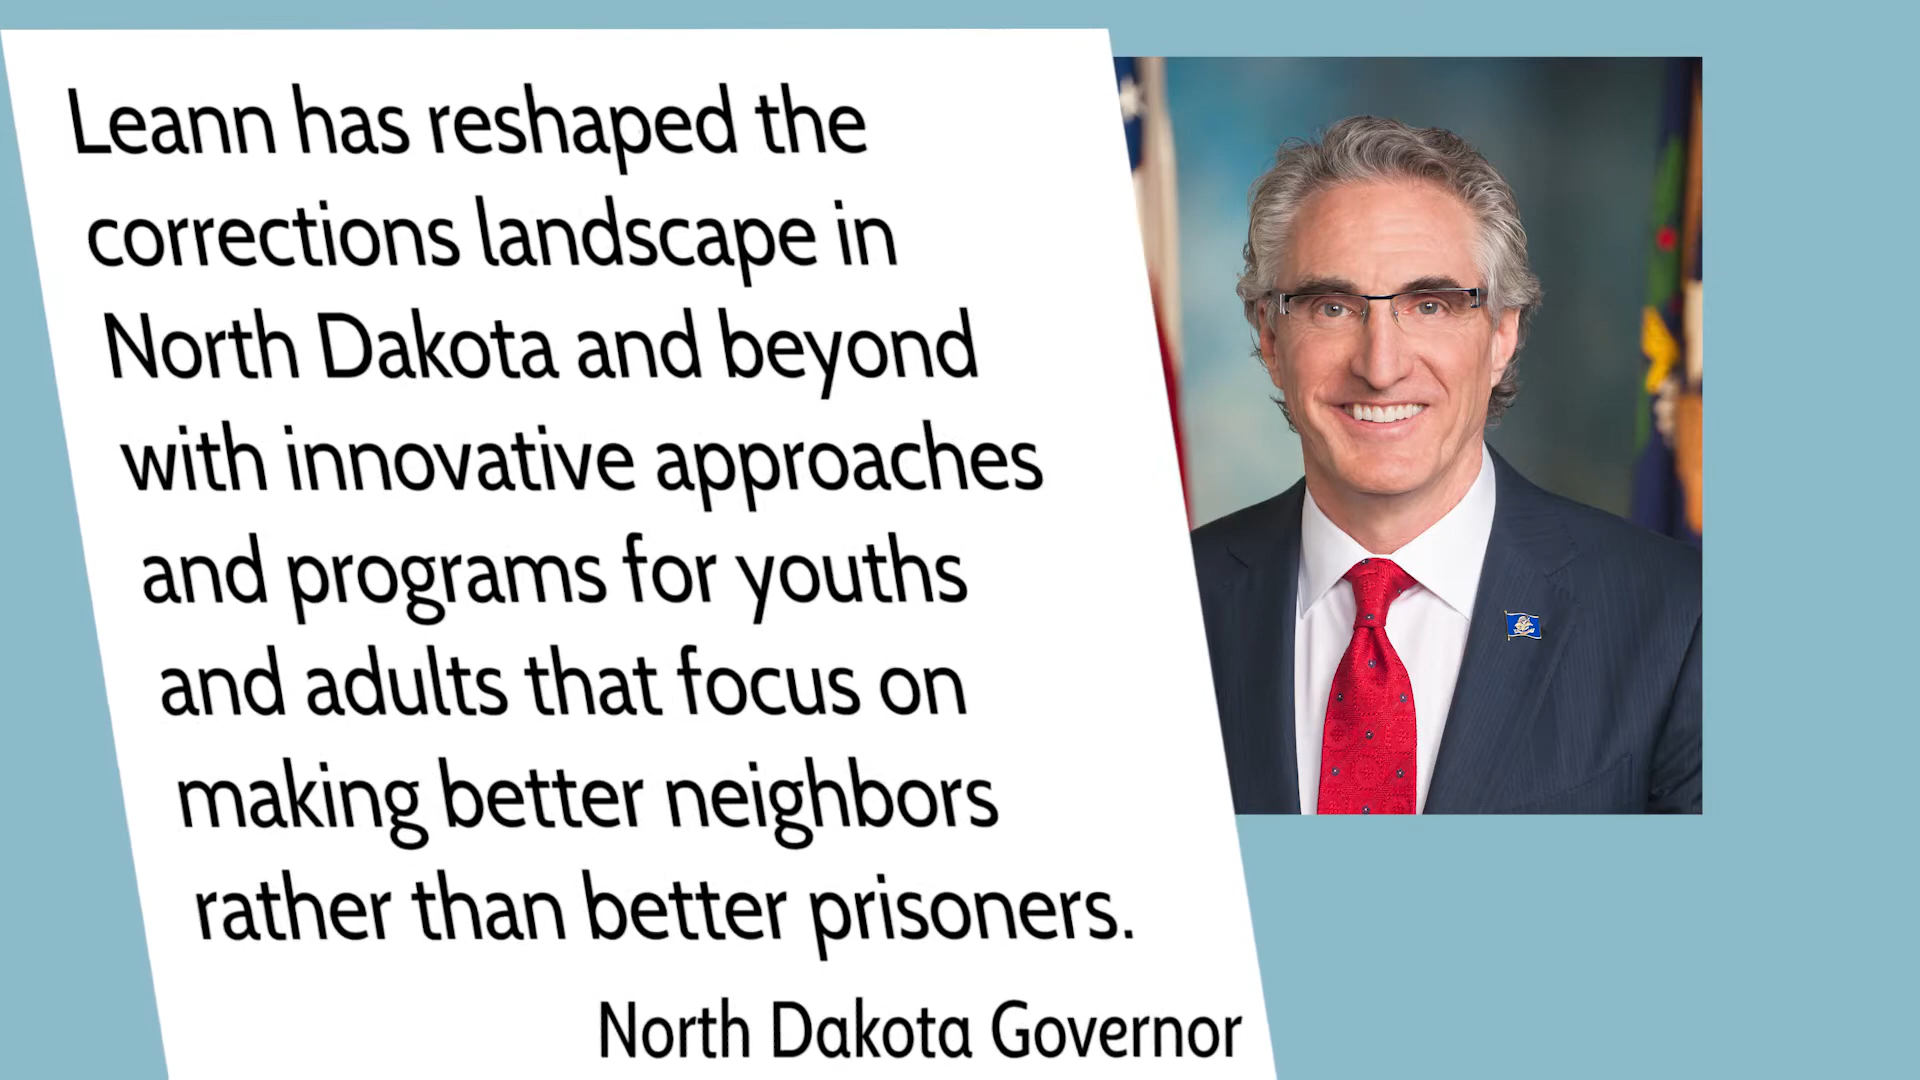 Leann has reshaped the
corrections landscape in
North Dakota and beyond
with innovative approaches
and programs for youths
and adults that focus on
making better neighbors
rather than better prisoners.
North Dakota Governor